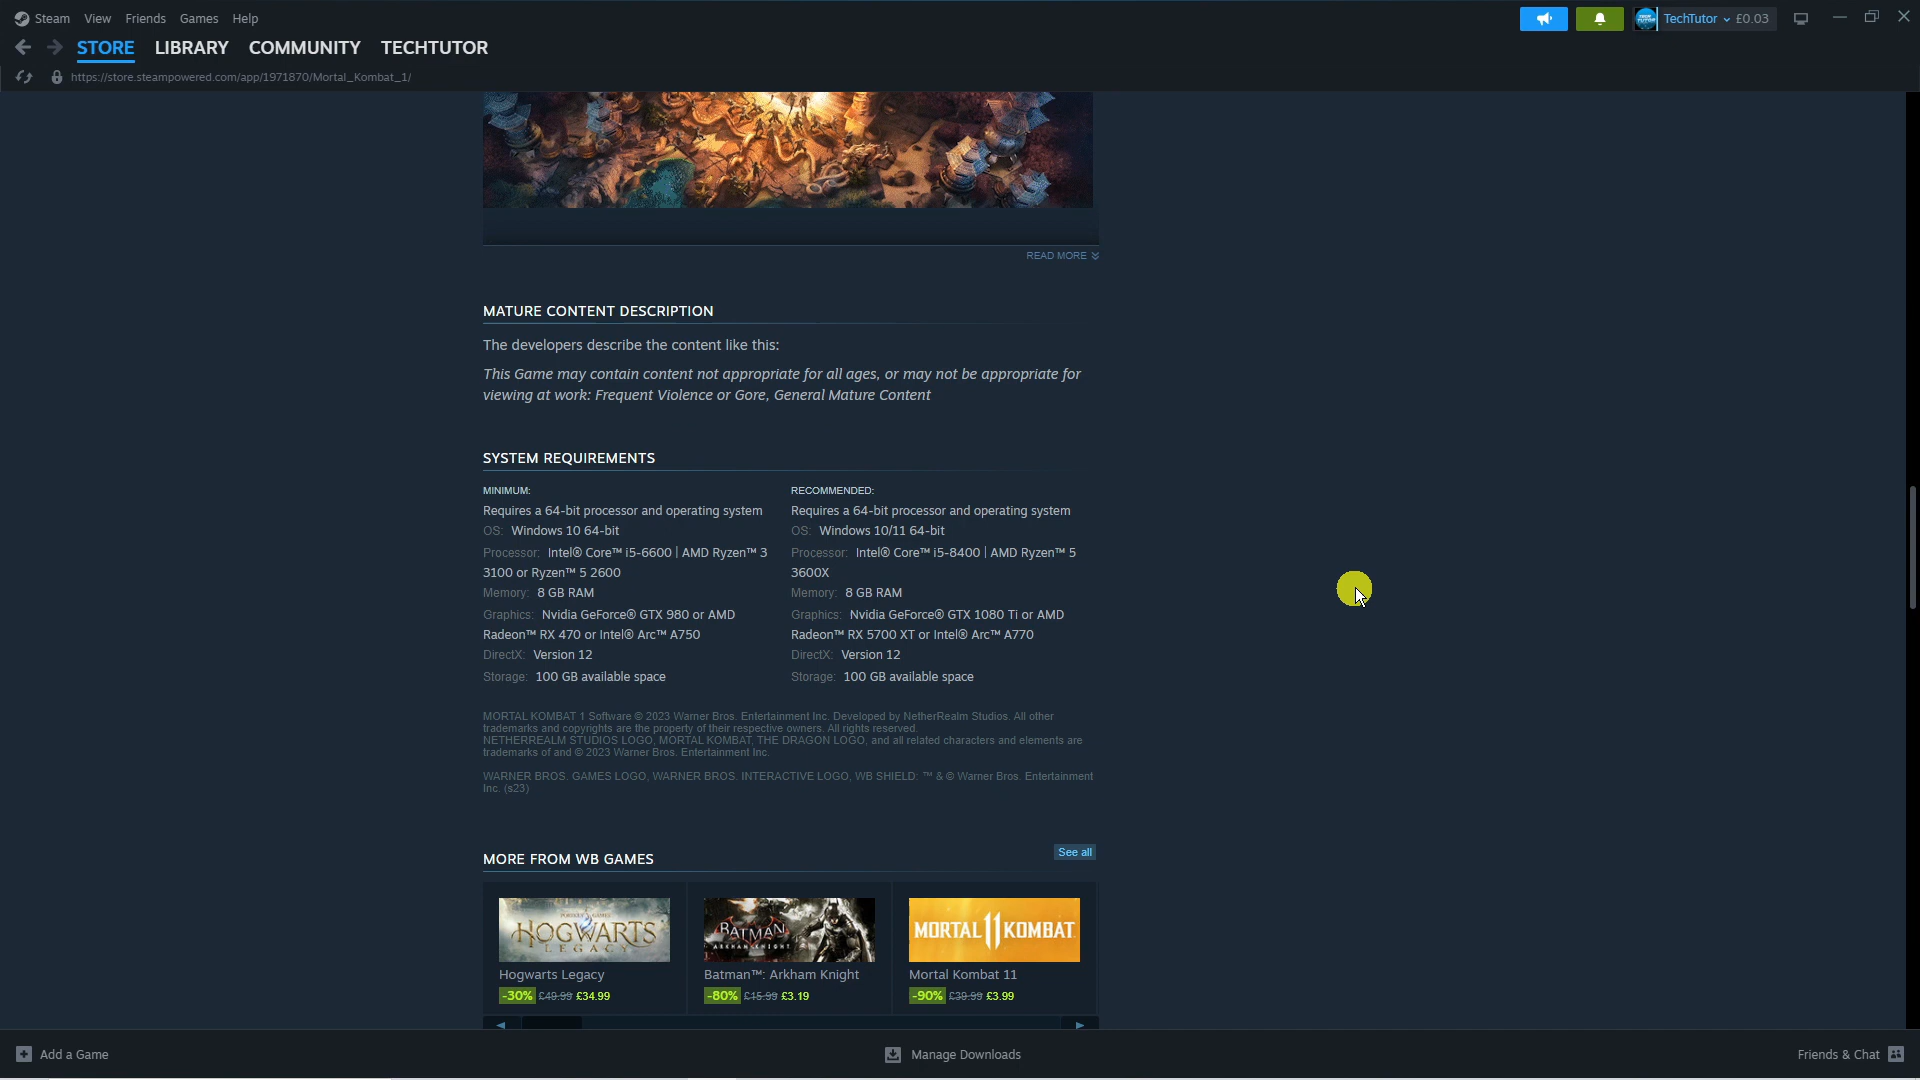 Steam View Friends Games Help
TechTutor £0.03
STORE LIBRARY COMMUNITY TECHTUTOR
https://store.steampowered.com/app/1971870/Mortal_Kombat_1/
READ MORE
MATURE CONTENT DESCRIPTION
The developers describe the content like this:
This Game may contain content not appropriate for all ages, or may not be appropriate for
viewing at work: Frequent Violence or Gore, General Mature Content
SYSTEM REQUIREMENTS
MINIMUM:
Requires a 64-bit processor and operating system
OS: Windows 10 64-bit
Processor: Intel® Core™ i5-6600 | AMD Ryzen™ 3
3100 or Ryzen™ 5 2600
Memory: 8 GB RAM
Graphics: Nvidia GeForce® GTX 980 or AMD
Radeon™ RX 470 or Intel® Arc™ A750
DirectX: Version 12
Storage: 100 GB available space
RECOMMENDED:
Requires a 64-bit processor and operating system
OS: Windows 10/11 64-bit
Processor: Intel® Core™ i5-8400 | AMD Ryzen™ 5
3600X
Memory: 8 GB RAM
Graphics: Nvidia GeForce® GTX 1080 Ti or AMD
Radeon™ RX 5700 XT or Intel® Arc™ A770
DirectX: Version 12
Storage: 100 GB available space
MORTAL KOMBAT 1 Software © 2023 Warner Bros. Entertainment Inc. Developed by NetherRealm Studios. All other
trademarks and copyrights are the property of their respective owners. All rights reserved.
NETHERREALM STUDIOS LOGO, MORTAL KOMBAT, THE DRAGON LOGO, and all related characters and elements are
trademarks of and © 2023 Warner Bros. Entertainment Inc.
WARNER BROS. GAMES LOGO, WARNER BROS. INTERACTIVE LOGO, WB SHIELD: ™ & © Warner Bros. Entertainment
Inc. (s23)
MORE FROM WB GAMES
See all
HOGWARTS
LEGACY
Hogwarts Legacy
-30% £49.99 £34.99
BATMAN
ARKHAM KNIGHT
Batman™: Arkham Knight
-80% £15.99 £3.19
MORTAL 11 KOMBAT
Mortal Kombat 11
-90% £39.99 £3.99
Add a Game
Manage Downloads
Friends & Chat